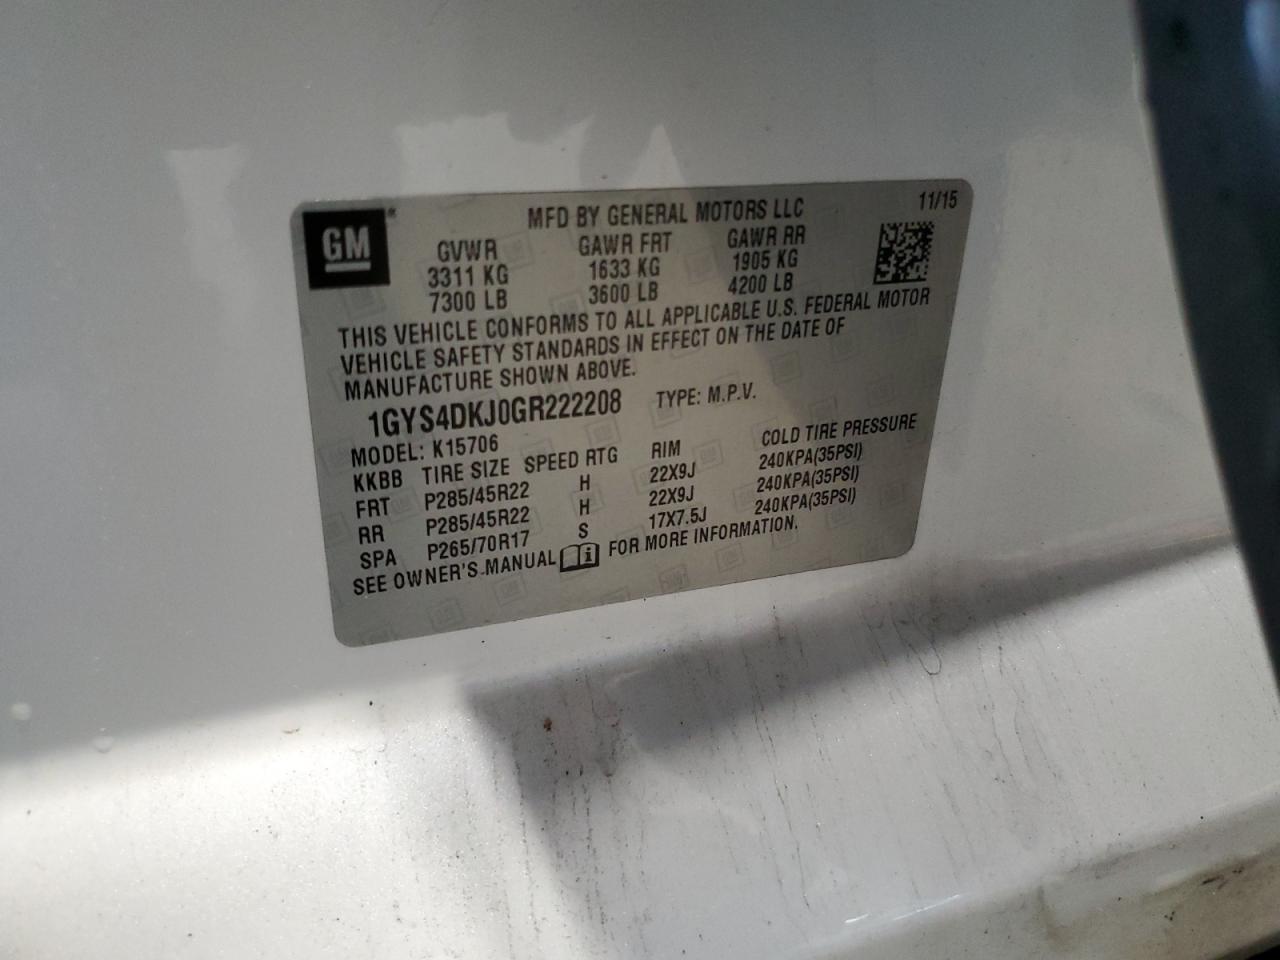 GM®
MFD BY GENERAL MOTORS LLC
11/15
GVWR GAWR FRT GAWR RR
3311 KG 1633 KG 1905 KG
7300 LB 3600 LB 4200 LB
THIS VEHICLE CONFORMS TO ALL APPLICABLE U.S. FEDERAL MOTOR
VEHICLE SAFETY STANDARDS IN EFFECT ON THE DATE OF
MANUFACTURE SHOWN ABOVE.
1GYS4DKJ0GR222208 TYPE: M.P.V.
MODEL: K15706
KKBB TIRE SIZE SPEED RTG RIM COLD TIRE PRESSURE
FRT P285/45R22 H 22X9J 240KPA(35PSI)
RR P285/45R22 H 22X9J 240KPA(35PSI)
SPA P265/70R17 S 17X7.5J 240KPA(35PSI)
SEE OWNER'S MANUAL FOR MORE INFORMATION.